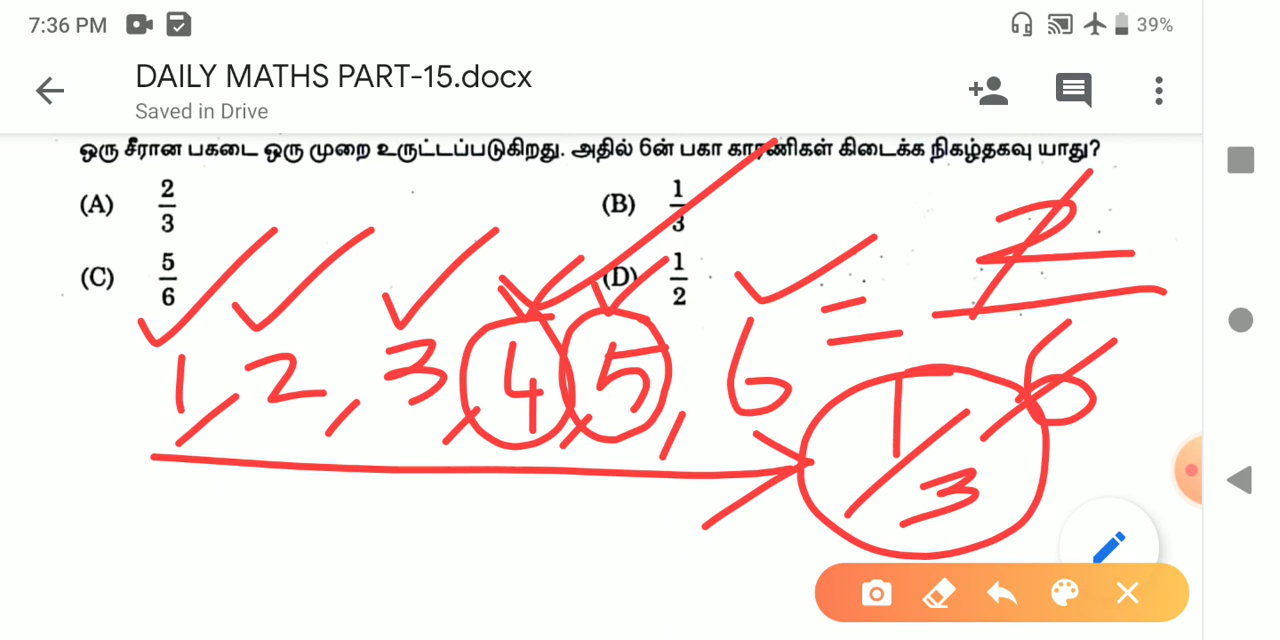 7:36 PM 39%
DAILY MATHS PART-15.docx
Saved in Drive
ஒரு சீரான பகடை ஒரு முறை உருட்டப்படுகிறது. அதில் 6ன் பகா காரணிகள் கிடைக்க நிகழ்தகவு யாது?
(A) 2/3 (B) 1/3
(C) 5/6 (D) 1/2
1, 2, 3, 4, 5, 6 = 2/6
1/3